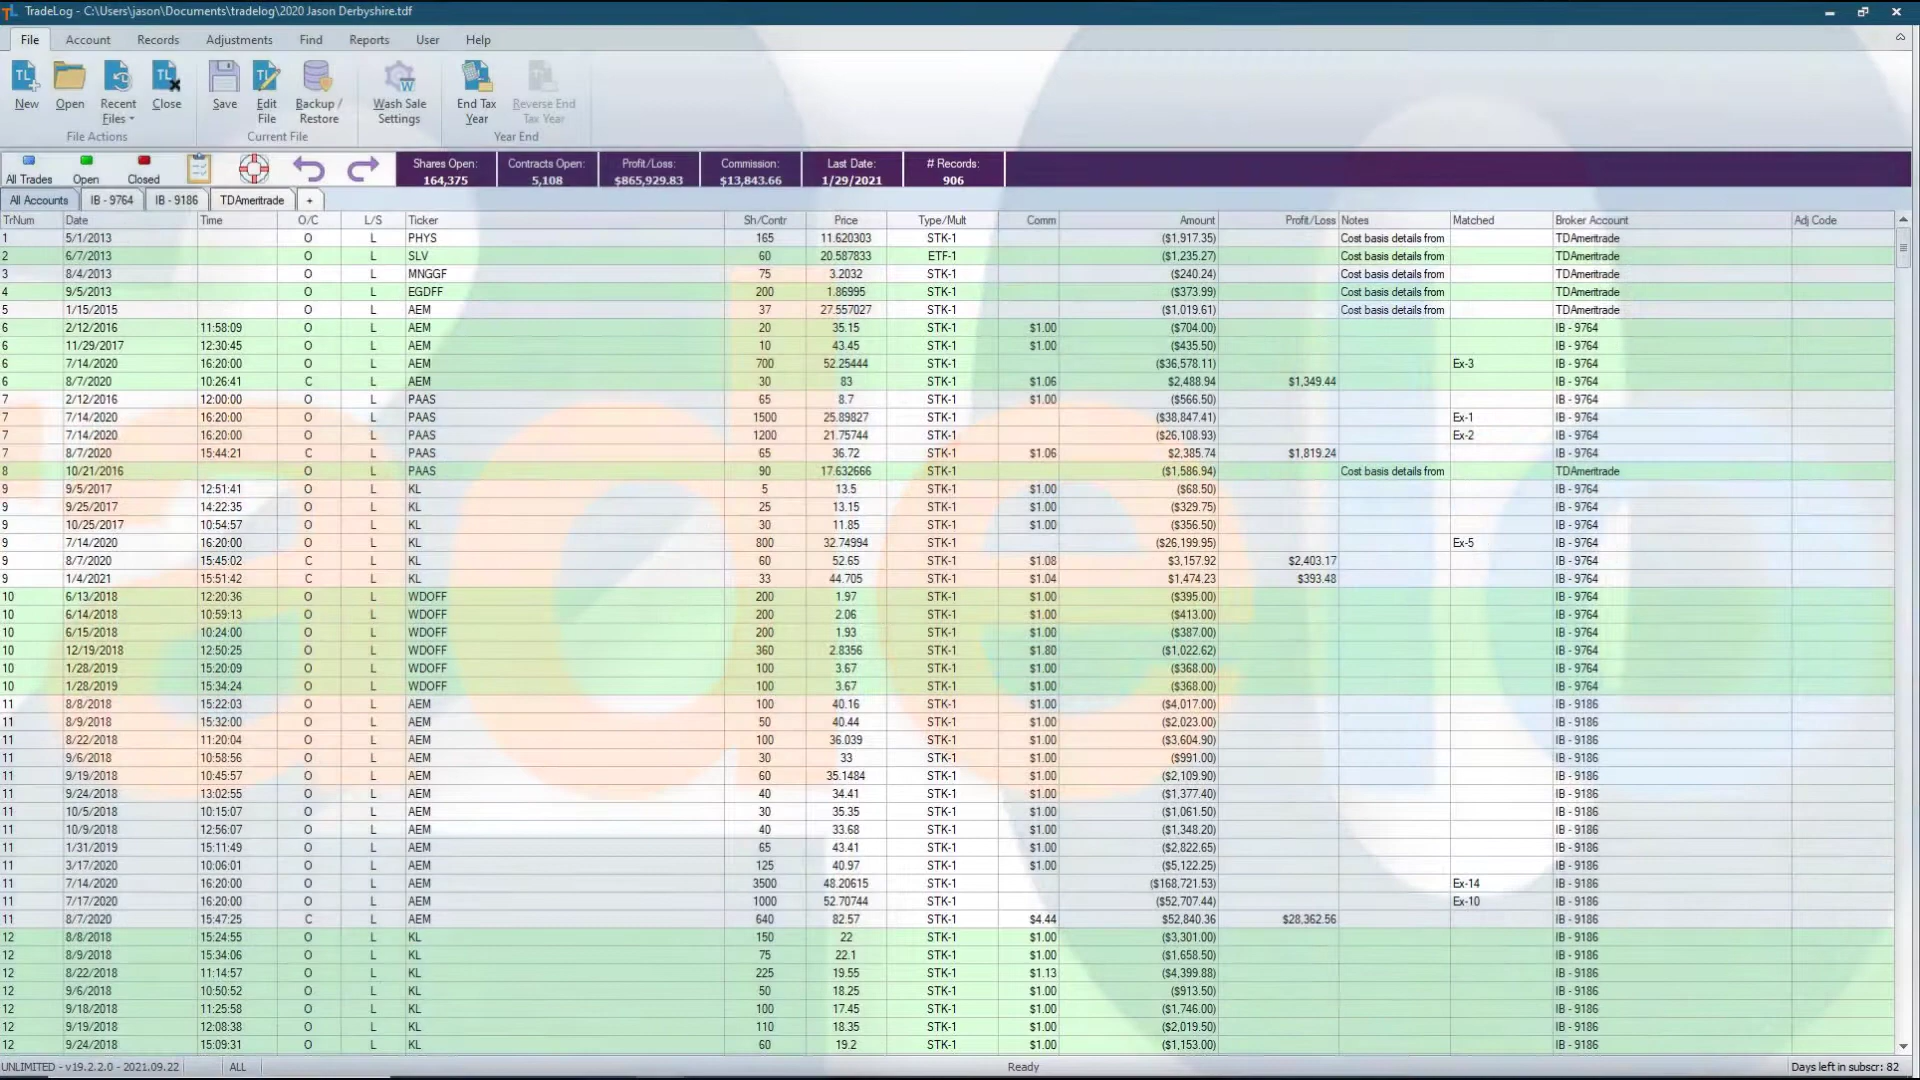 TradeLog - C:\Users\jason\Documents\tradelog\2020 Jason Derbyshire.tdf
File Account Records Adjustments Find Reports User Help
New Open Recent Files Close Save Edit File Backup / Restore Wash Sale Settings End Tax Year Reverse End Tax Year
File Actions Current File Year End
All Trades Open Closed
Shares Open: Contracts Open: Profit/Loss: Commission: Last Date: # Records:
164,375 5,108 $865,929.83 $13,843.66 1/29/2021 906
All Accounts IB - 9764 IB - 9186 TDAmeritrade +
TrNum Date Time O/C L/S Ticker Sh/Contr Price Type/Mult Comm Amount Profit/Loss Notes Matched Broker Account Adj Code
1 5/1/2013 O L PHYS 165 11.620303 STK-1 ($1,917.35) Cost basis details from TDAmeritrade
2 6/7/2013 O L SLV 60 20.587833 ETF-1 ($1,235.27) Cost basis details from TDAmeritrade
3 8/4/2013 O L MNGGF 75 3.2032 STK-1 ($240.24) Cost basis details from TDAmeritrade
4 9/5/2013 O L EGDFF 200 1.86995 STK-1 ($373.99) Cost basis details from TDAmeritrade
5 1/15/2015 O L AEM 37 27.557027 STK-1 ($1,019.61) Cost basis details from TDAmeritrade
6 2/12/2016 11:58:09 O L AEM 20 35.15 STK-1 $1.00 ($704.00) IB - 9764
6 11/29/2017 12:30:45 O L AEM 10 43.45 STK-1 $1.00 ($435.50) IB - 9764
6 7/14/2020 16:20:00 O L AEM 700 52.25444 STK-1 ($36,578.11) Ex-3 IB - 9764
6 8/7/2020 10:26:41 C L AEM 30 83 STK-1 $1.06 $2,488.94 $1,349.44 IB - 9764
7 2/12/2016 12:00:00 O L PAAS 65 8.7 STK-1 $1.00 ($566.50) IB - 9764
7 7/14/2020 16:20:00 O L PAAS 1500 25.89827 STK-1 ($38,847.41) Ex-1 IB - 9764
7 7/14/2020 16:20:00 O L PAAS 1200 21.75744 STK-1 ($26,108.93) Ex-2 IB - 9764
7 8/7/2020 15:44:21 C L PAAS 65 36.72 STK-1 $1.06 $2,385.74 $1,819.24 IB - 9764
8 10/21/2016 O L PAAS 90 17.632666 STK-1 ($1,586.94) Cost basis details from TDAmeritrade
9 9/5/2017 12:51:41 O L KL 5 13.5 STK-1 $1.00 ($68.50) IB - 9764
9 9/25/2017 14:22:35 O L KL 25 13.15 STK-1 $1.00 ($329.75) IB - 9764
9 10/25/2017 10:54:57 O L KL 30 11.85 STK-1 $1.00 ($356.50) IB - 9764
9 7/14/2020 16:20:00 O L KL 800 32.74994 STK-1 ($26,199.95) Ex-5 IB - 9764
9 8/7/2020 15:45:02 C L KL 60 52.65 STK-1 $1.08 $3,157.92 $2,403.17 IB - 9764
9 1/4/2021 15:51:42 C L KL 33 44.705 STK-1 $1.04 $1,474.23 $393.48 IB - 9764
10 6/13/2018 12:20:36 O L WDOFF 200 1.97 STK-1 $1.00 ($395.00) IB - 9764
10 6/14/2018 10:59:13 O L WDOFF 200 2.06 STK-1 $1.00 ($413.00) IB - 9764
10 6/15/2018 10:24:00 O L WDOFF 200 1.93 STK-1 $1.00 ($387.00) IB - 9764
10 12/19/2018 12:50:25 O L WDOFF 360 2.8356 STK-1 $1.80 ($1,022.62) IB - 9764
10 1/28/2019 15:20:09 O L WDOFF 100 3.67 STK-1 $1.00 ($368.00) IB - 9764
10 1/28/2019 15:34:24 O L WDOFF 100 3.67 STK-1 $1.00 ($368.00) IB - 9764
11 8/8/2018 15:22:03 O L AEM 100 40.16 STK-1 $1.00 ($4,017.00) IB - 9186
11 8/9/2018 15:32:00 O L AEM 50 40.44 STK-1 $1.00 ($2,023.00) IB - 9186
11 8/22/2018 11:20:04 O L AEM 100 36.039 STK-1 $1.00 ($3,604.90) IB - 9186
11 9/6/2018 10:58:56 O L AEM 30 33 STK-1 $1.00 ($991.00) IB - 9186
11 9/19/2018 10:45:57 O L AEM 60 35.1484 STK-1 $1.00 ($2,109.90) IB - 9186
11 9/24/2018 13:02:55 O L AEM 40 34.41 STK-1 $1.00 ($1,377.40) IB - 9186
11 10/5/2018 10:15:07 O L AEM 30 35.35 STK-1 $1.00 ($1,061.50) IB - 9186
11 10/9/2018 12:56:07 O L AEM 40 33.68 STK-1 $1.00 ($1,348.20) IB - 9186
11 1/31/2019 15:11:49 O L AEM 65 43.41 STK-1 $1.00 ($2,822.65) IB - 9186
11 3/17/2020 10:06:01 O L AEM 125 40.97 STK-1 $1.00 ($5,122.25) IB - 9186
11 7/14/2020 16:20:00 O L AEM 3500 48.20615 STK-1 ($168,721.53) Ex-14 IB - 9186
11 7/17/2020 16:20:00 O L AEM 1000 52.70744 STK-1 ($52,707.44) Ex-10 IB - 9186
11 8/7/2020 15:47:25 C L AEM 640 82.57 STK-1 $4.44 $52,840.36 $28,362.56 IB - 9186
12 8/8/2018 15:24:55 O L KL 150 22 STK-1 $1.00 ($3,301.00) IB - 9186
12 8/9/2018 15:34:06 O L KL 75 22.1 STK-1 $1.00 ($1,658.50) IB - 9186
12 8/22/2018 11:14:57 O L KL 225 19.55 STK-1 $1.13 ($4,399.88) IB - 9186
12 9/6/2018 10:50:52 O L KL 50 18.25 STK-1 $1.00 ($913.50) IB - 9186
12 9/18/2018 11:25:58 O L KL 100 17.45 STK-1 $1.00 ($1,746.00) IB - 9186
12 9/19/2018 12:08:38 O L KL 110 18.35 STK-1 $1.00 ($2,019.50) IB - 9186
12 9/24/2018 15:09:31 O L KL 60 19.2 STK-1 $1.00 ($1,153.00) IB - 9186
UNLIMITED - v19.2.2.0 - 2021.09.22 ALL Ready Days left in subscr: 82